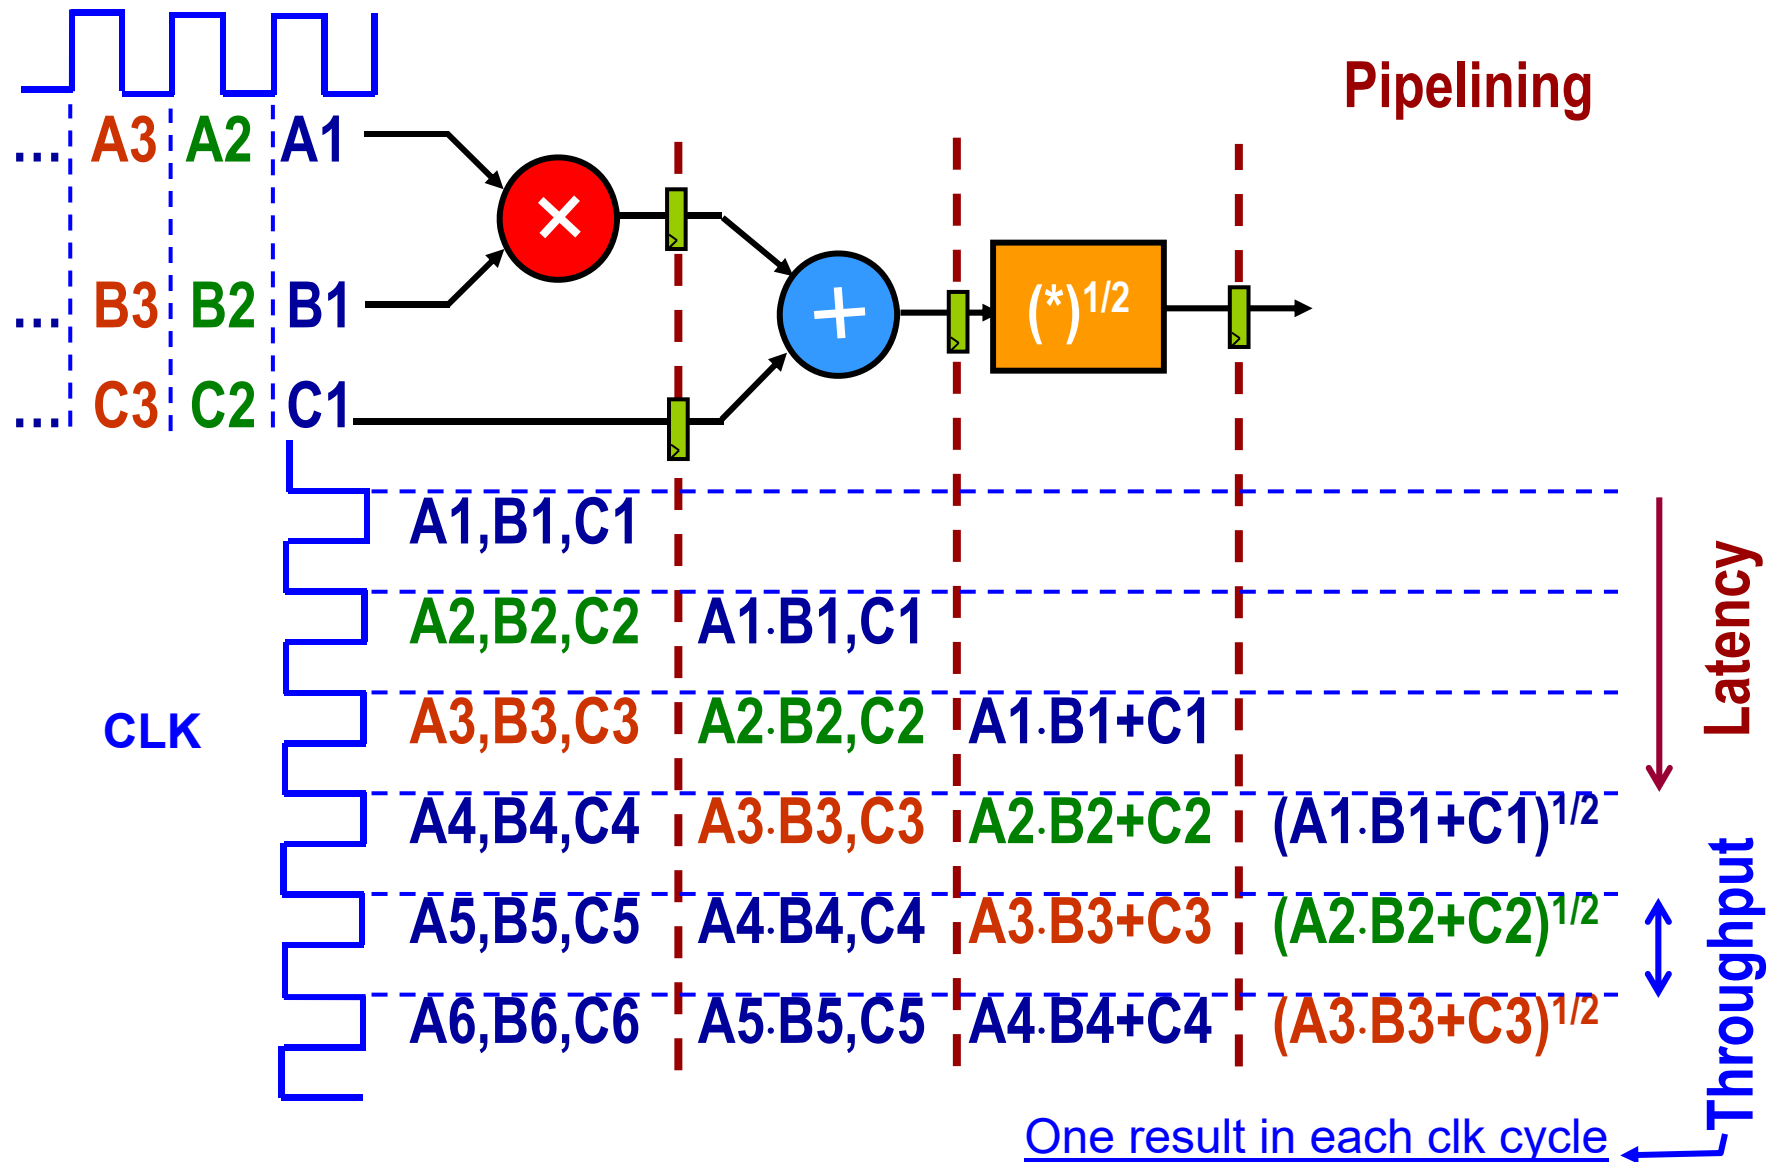 Pipelining
... A3 A2 A1
... B3 B2 B1
... C3 C2 C1
×
+
(*)1/2
A1,B1,C1
A2,B2,C2 A1·B1,C1
A3,B3,C3 A2·B2,C2 A1·B1+C1
A4,B4,C4 A3·B3,C3 A2·B2+C2 (A1·B1+C1)1/2
A5,B5,C5 A4·B4,C4 A3·B3+C3 (A2·B2+C2)1/2
A6,B6,C6 A5·B5,C5 A4·B4+C4 (A3·B3+C3)1/2
CLK
Latency
Throughput
One result in each clk cycle